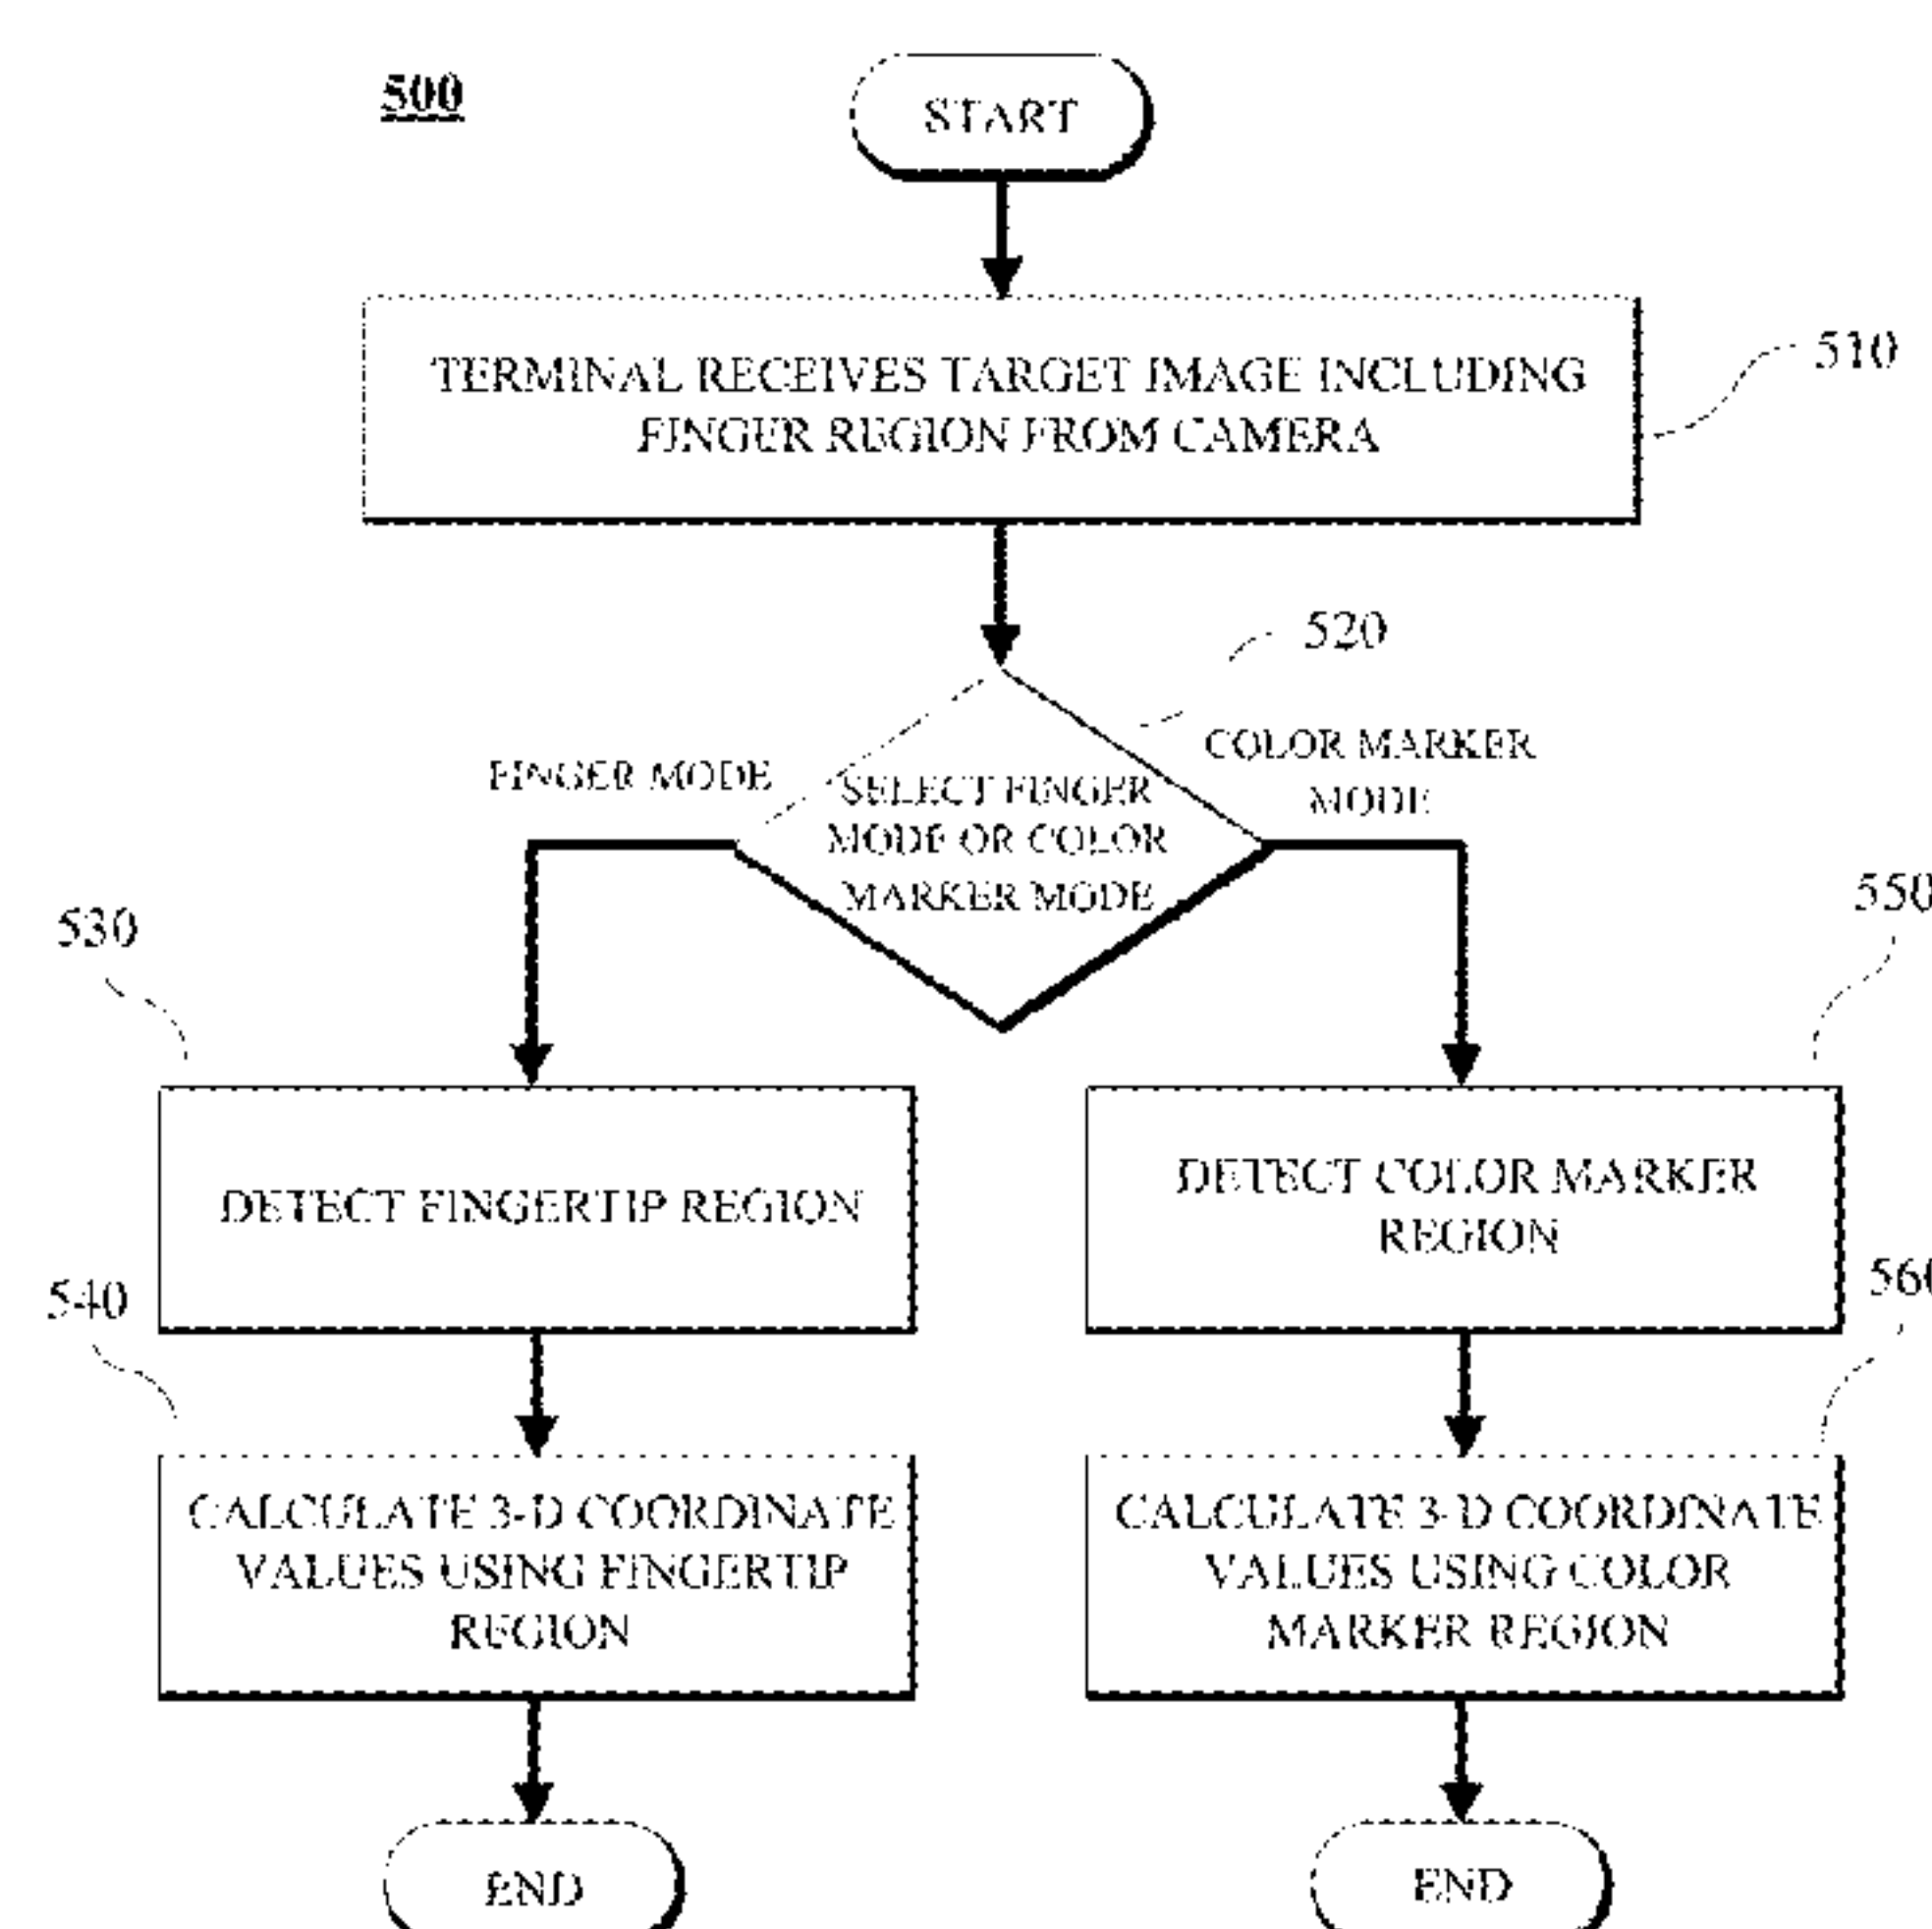 500
START
TERMINAL RECEIVES TARGET IMAGE INCLUDING
FINGER REGION FROM CAMERA
510
520
FINGER MODE
COLOR MARKER
MODE
SELECT FINGER
MODE OR COLOR
MARKER MODE
530
550
DETECT FINGERTIP REGION
DETECT COLOR MARKER
REGION
540
560
CALCULATE 3-D COORDINATE
VALUES USING FINGERTIP
REGION
CALCULATE 3-D COORDINATE
VALUES USING COLOR
MARKER REGION
END
END